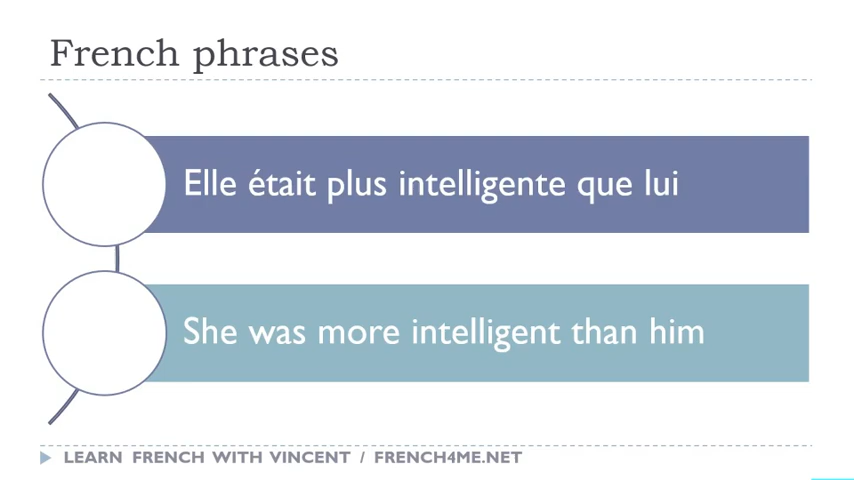 French phrases
Elle était plus intelligente que lui
She was more intelligent than him
LEARN FRENCH WITH VINCENT / FRENCH4ME.NET